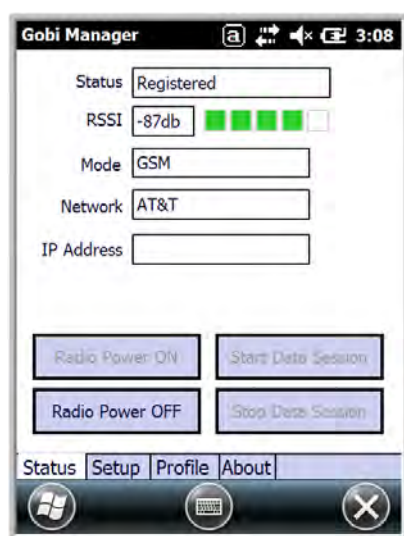 Gobi Manager a 3:08
Status Registered
RSSI -87db
Mode GSM
Network AT&T
IP Address
Radio Power ON Start Data Session
Radio Power OFF Stop Data Session
Status Setup Profile About